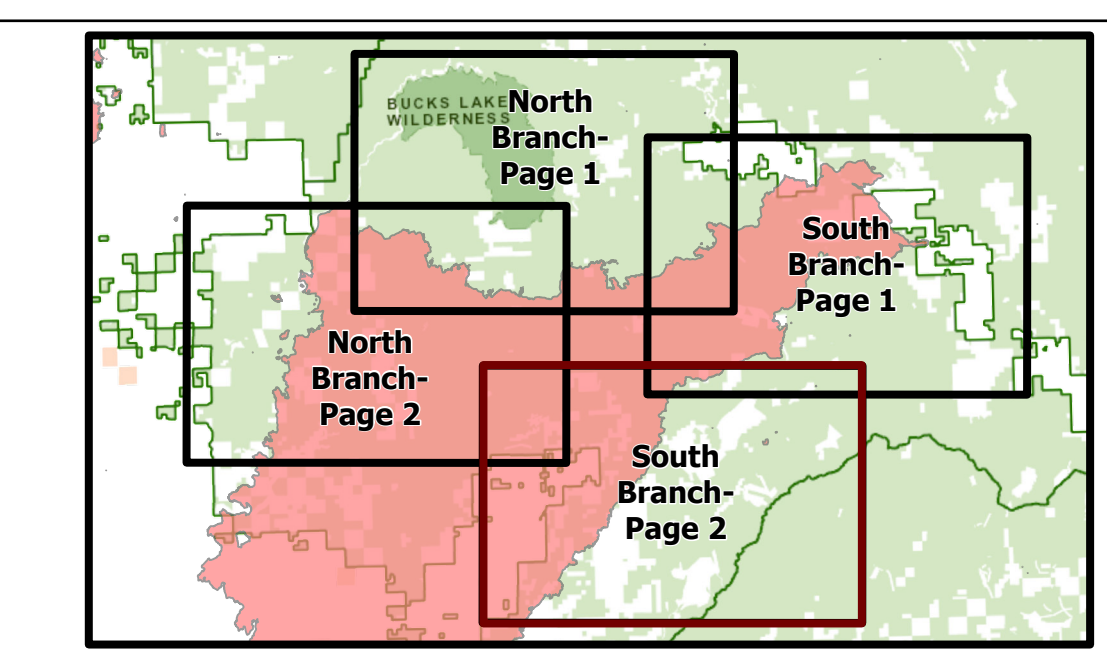 BUCKS LAKE
WILDERNESS
North
Branch-
Page 1
South
Branch-
Page 1
North
Branch-
Page 2
South
Branch-
Page 2